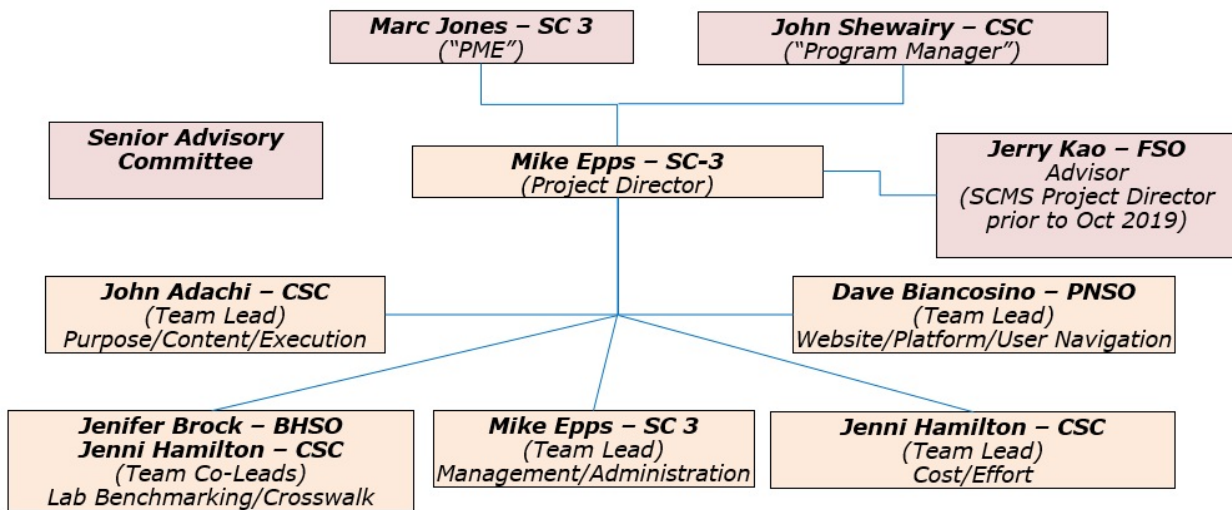 Marc Jones – SC 3
(“PME”)
John Shewairy – CSC
(“Program Manager”)
Senior Advisory
Committee
Mike Epps – SC-3
(Project Director)
Jerry Kao – FSO
Advisor
(SCMS Project Director
prior to Oct 2019)
John Adachi – CSC
(Team Lead)
Purpose/Content/Execution
Dave Biancosino – PNSO
(Team Lead)
Website/Platform/User Navigation
Jenifer Brock – BHSO
Jenni Hamilton – CSC
(Team Co-Leads)
Lab Benchmarking/Crosswalk
Mike Epps – SC 3
(Team Lead)
Management/Administration
Jenni Hamilton – CSC
(Team Lead)
Cost/Effort